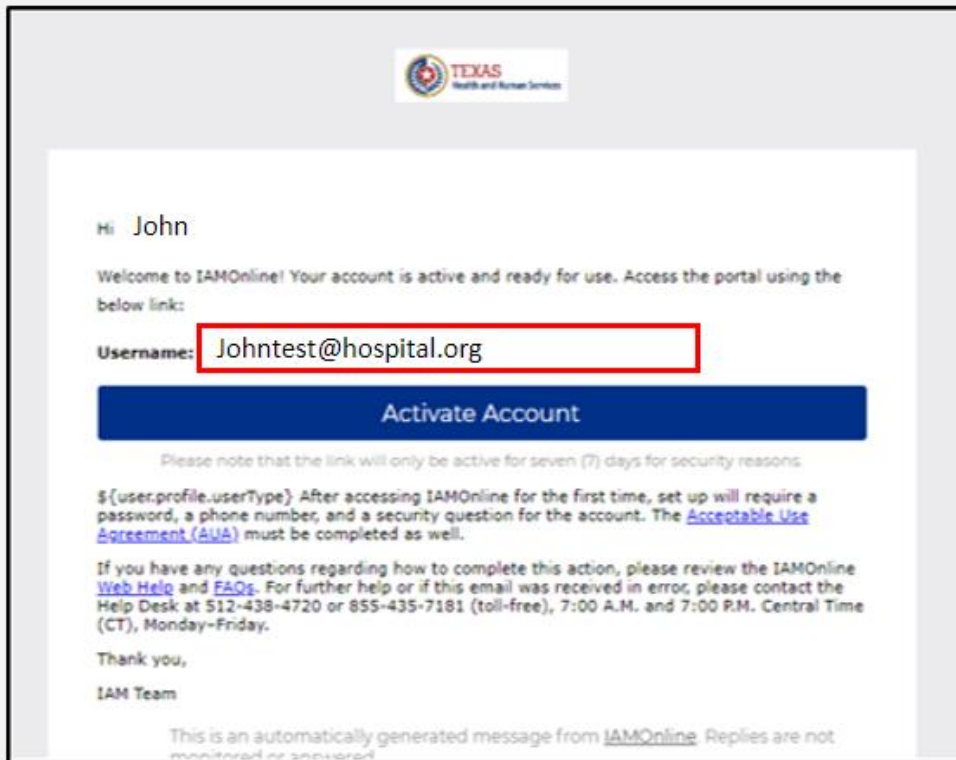 TEXAS
Health and Human Services
Hi John
Welcome to IAMOnline! Your account is active and ready for use. Access the portal using the
below link:
Username: Johntest@hospital.org
Activate Account
Please note that the link will only be active for seven (7) days for security reasons.
${user.profile.userType} After accessing IAMOnline for the first time, set up will require a
password, a phone number, and a security question for the account. The Acceptable Use
Agreement (AUA) must be completed as well.
If you have any questions regarding how to complete this action, please review the IAMOnline
Web Help and FAQs. For further help or if this email was received in error, please contact the
Help Desk at 512-438-4720 or 855-435-7181 (toll-free), 7:00 A.M. and 7:00 P.M. Central Time
(CT), Monday–Friday.
Thank you,
IAM Team
This is an automatically generated message from IAMOnline. Replies are not
monitored or answered.